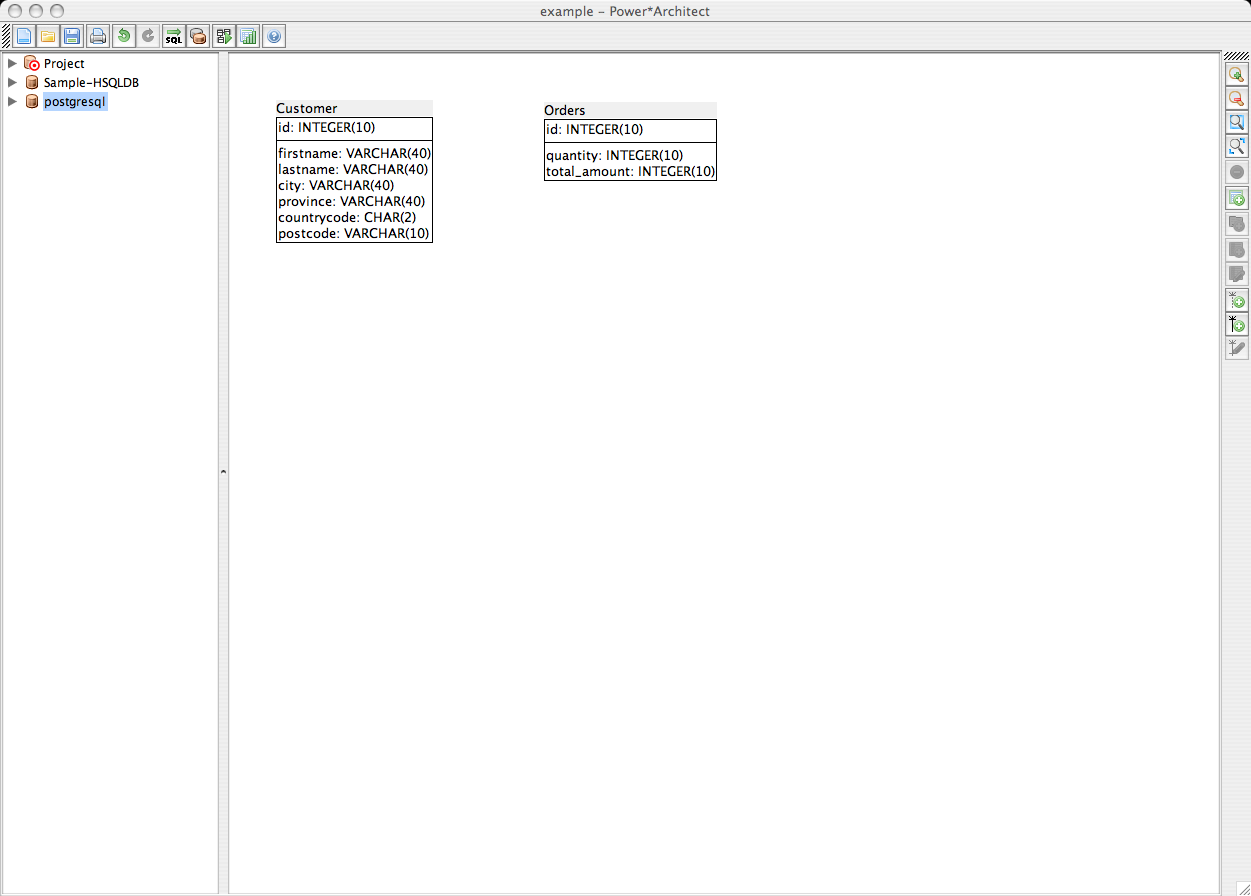 example – Power*Architect
SQL
Project
Sample-HSQLDB
postgresql
Customer
id: INTEGER(10)
firstname: VARCHAR(40)
lastname: VARCHAR(40)
city: VARCHAR(40)
province: VARCHAR(40)
countrycode: CHAR(2)
postcode: VARCHAR(10)
Orders
id: INTEGER(10)
quantity: INTEGER(10)
total_amount: INTEGER(10)